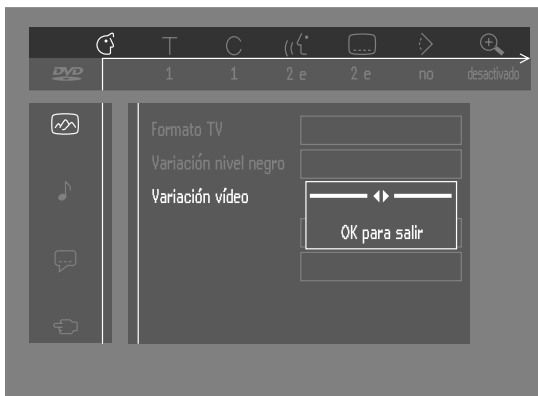 T C
DVD 1 1 2 e 2 e no desactivado
Formato TV
Variación nivel negro
Variación vídeo
OK para salir